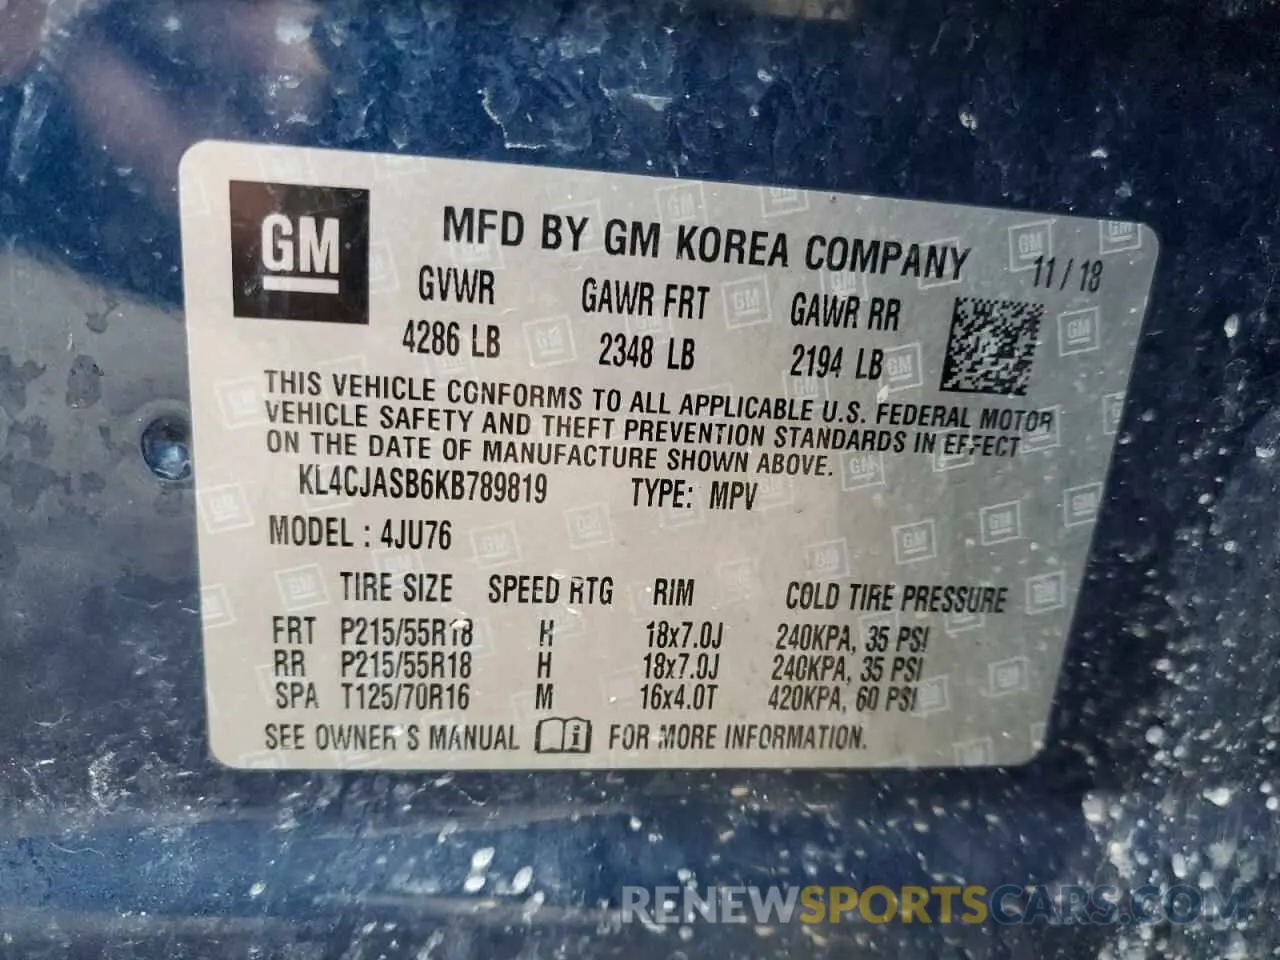 GM
MFD BY GM KOREA COMPANY
11 / 18
GVWR GAWR FRT GAWR RR
4286 LB 2348 LB 2194 LB
THIS VEHICLE CONFORMS TO ALL APPLICABLE U.S. FEDERAL MOTOR
VEHICLE SAFETY AND THEFT PREVENTION STANDARDS IN EFFECT
ON THE DATE OF MANUFACTURE SHOWN ABOVE.
KL4CJASB6KB789819 TYPE: MPV
MODEL : 4JU76
TIRE SIZE SPEED RTG RIM COLD TIRE PRESSURE
FRT P215/55R18 H 18x7.0J 240KPA, 35 PSI
RR P215/55R18 H 18x7.0J 240KPA, 35 PSI
SPA T125/70R16 M 16x4.0T 420KPA, 60 PSI
SEE OWNER'S MANUAL i FOR MORE INFORMATION.
RENEWSPORTSCARS.COM